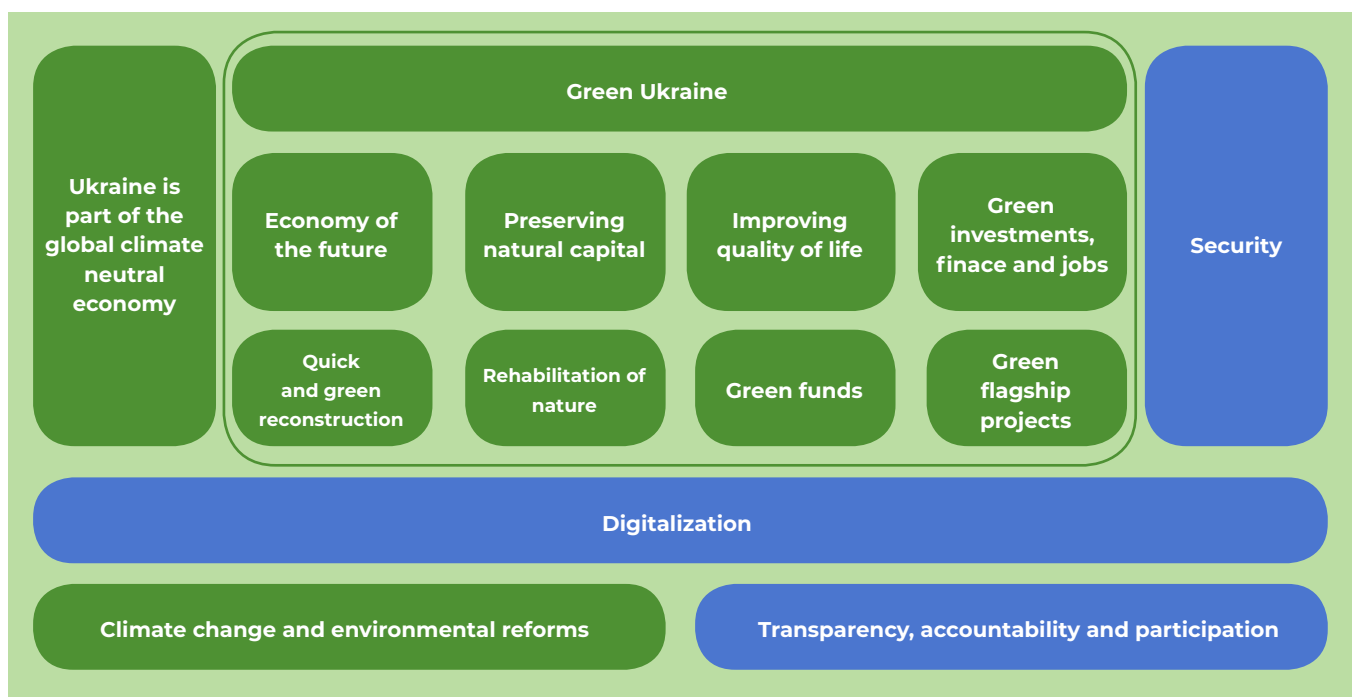 Green Ukraine
Ukraine is
part of the
global climate
neutral
economy
Economy of
the future
Preserving
natural capital
Improving
quality of life
Green
investments,
finace and jobs
Security
Quick
and green
reconstruction
Rehabilitation of
nature
Green funds
Green
flagship
projects
Digitalization
Climate change and environmental reforms
Transparency, accountability and participation